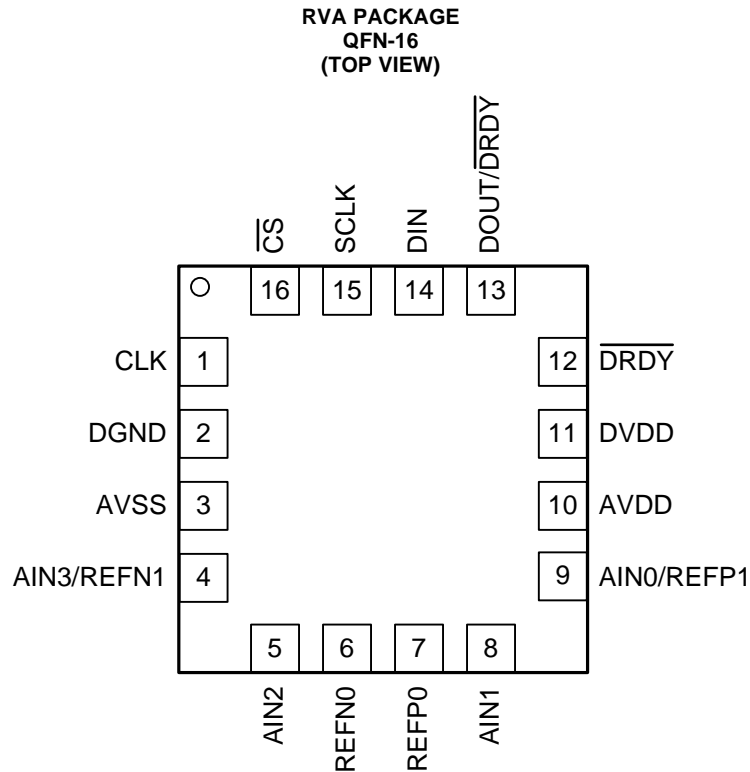 RVA PACKAGE
QFN-16
(TOP VIEW)
CS
SCLK
DIN
DOUT/DRDY
16
15
14
13
CLK
1
12
DRDY
DGND
2
11
DVDD
AVSS
3
10
AVDD
AIN3/REFN1
4
9
AIN0/REFP1
5
6
7
8
AIN2
REFN0
REFP0
AIN1